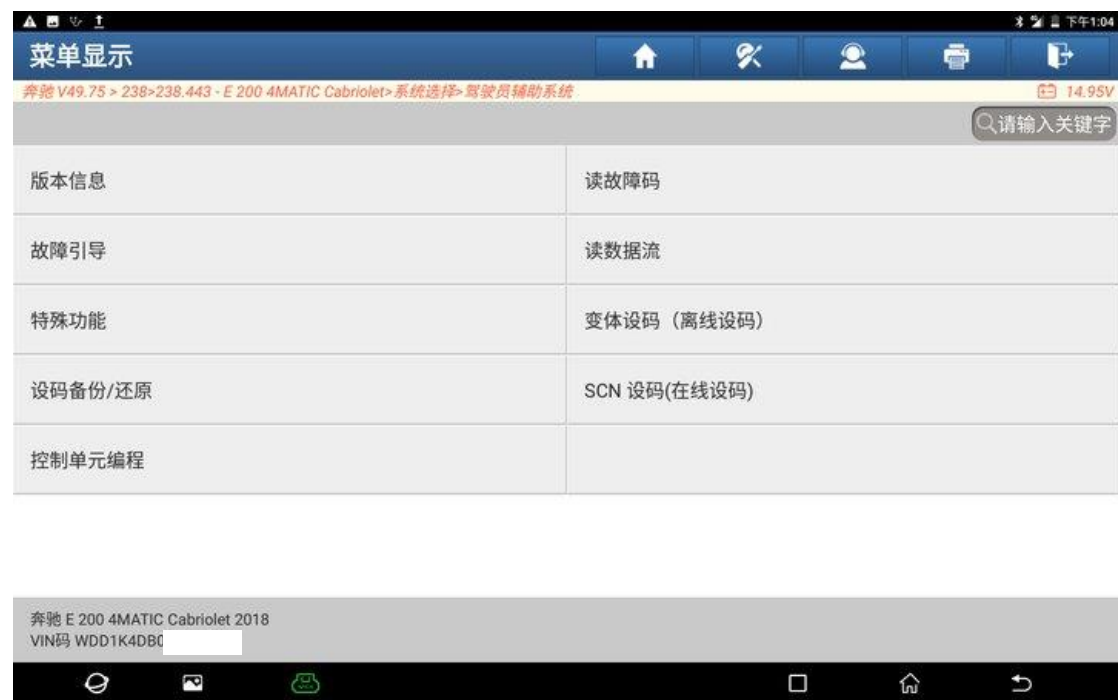 下午1:04
菜单显示
奔驰 V49.75 > 238>238.443 - E 200 4MATIC Cabriolet>系统选择>驾驶员辅助系统
14.95V
请输入关键字
版本信息
读故障码
故障引导
读数据流
特殊功能
变体设码（离线设码）
设码备份/还原
SCN 设码(在线设码)
控制单元编程
奔驰 E 200 4MATIC Cabriolet 2018
VIN码 WDD1K4DB0